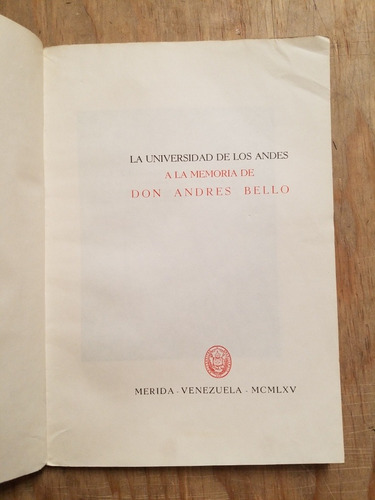 LA UNIVERSIDAD DE LOS ANDES
A LA MEMORIA DE
DON ANDRES BELLO
MERIDA - VENEZUELA - MCMLXV